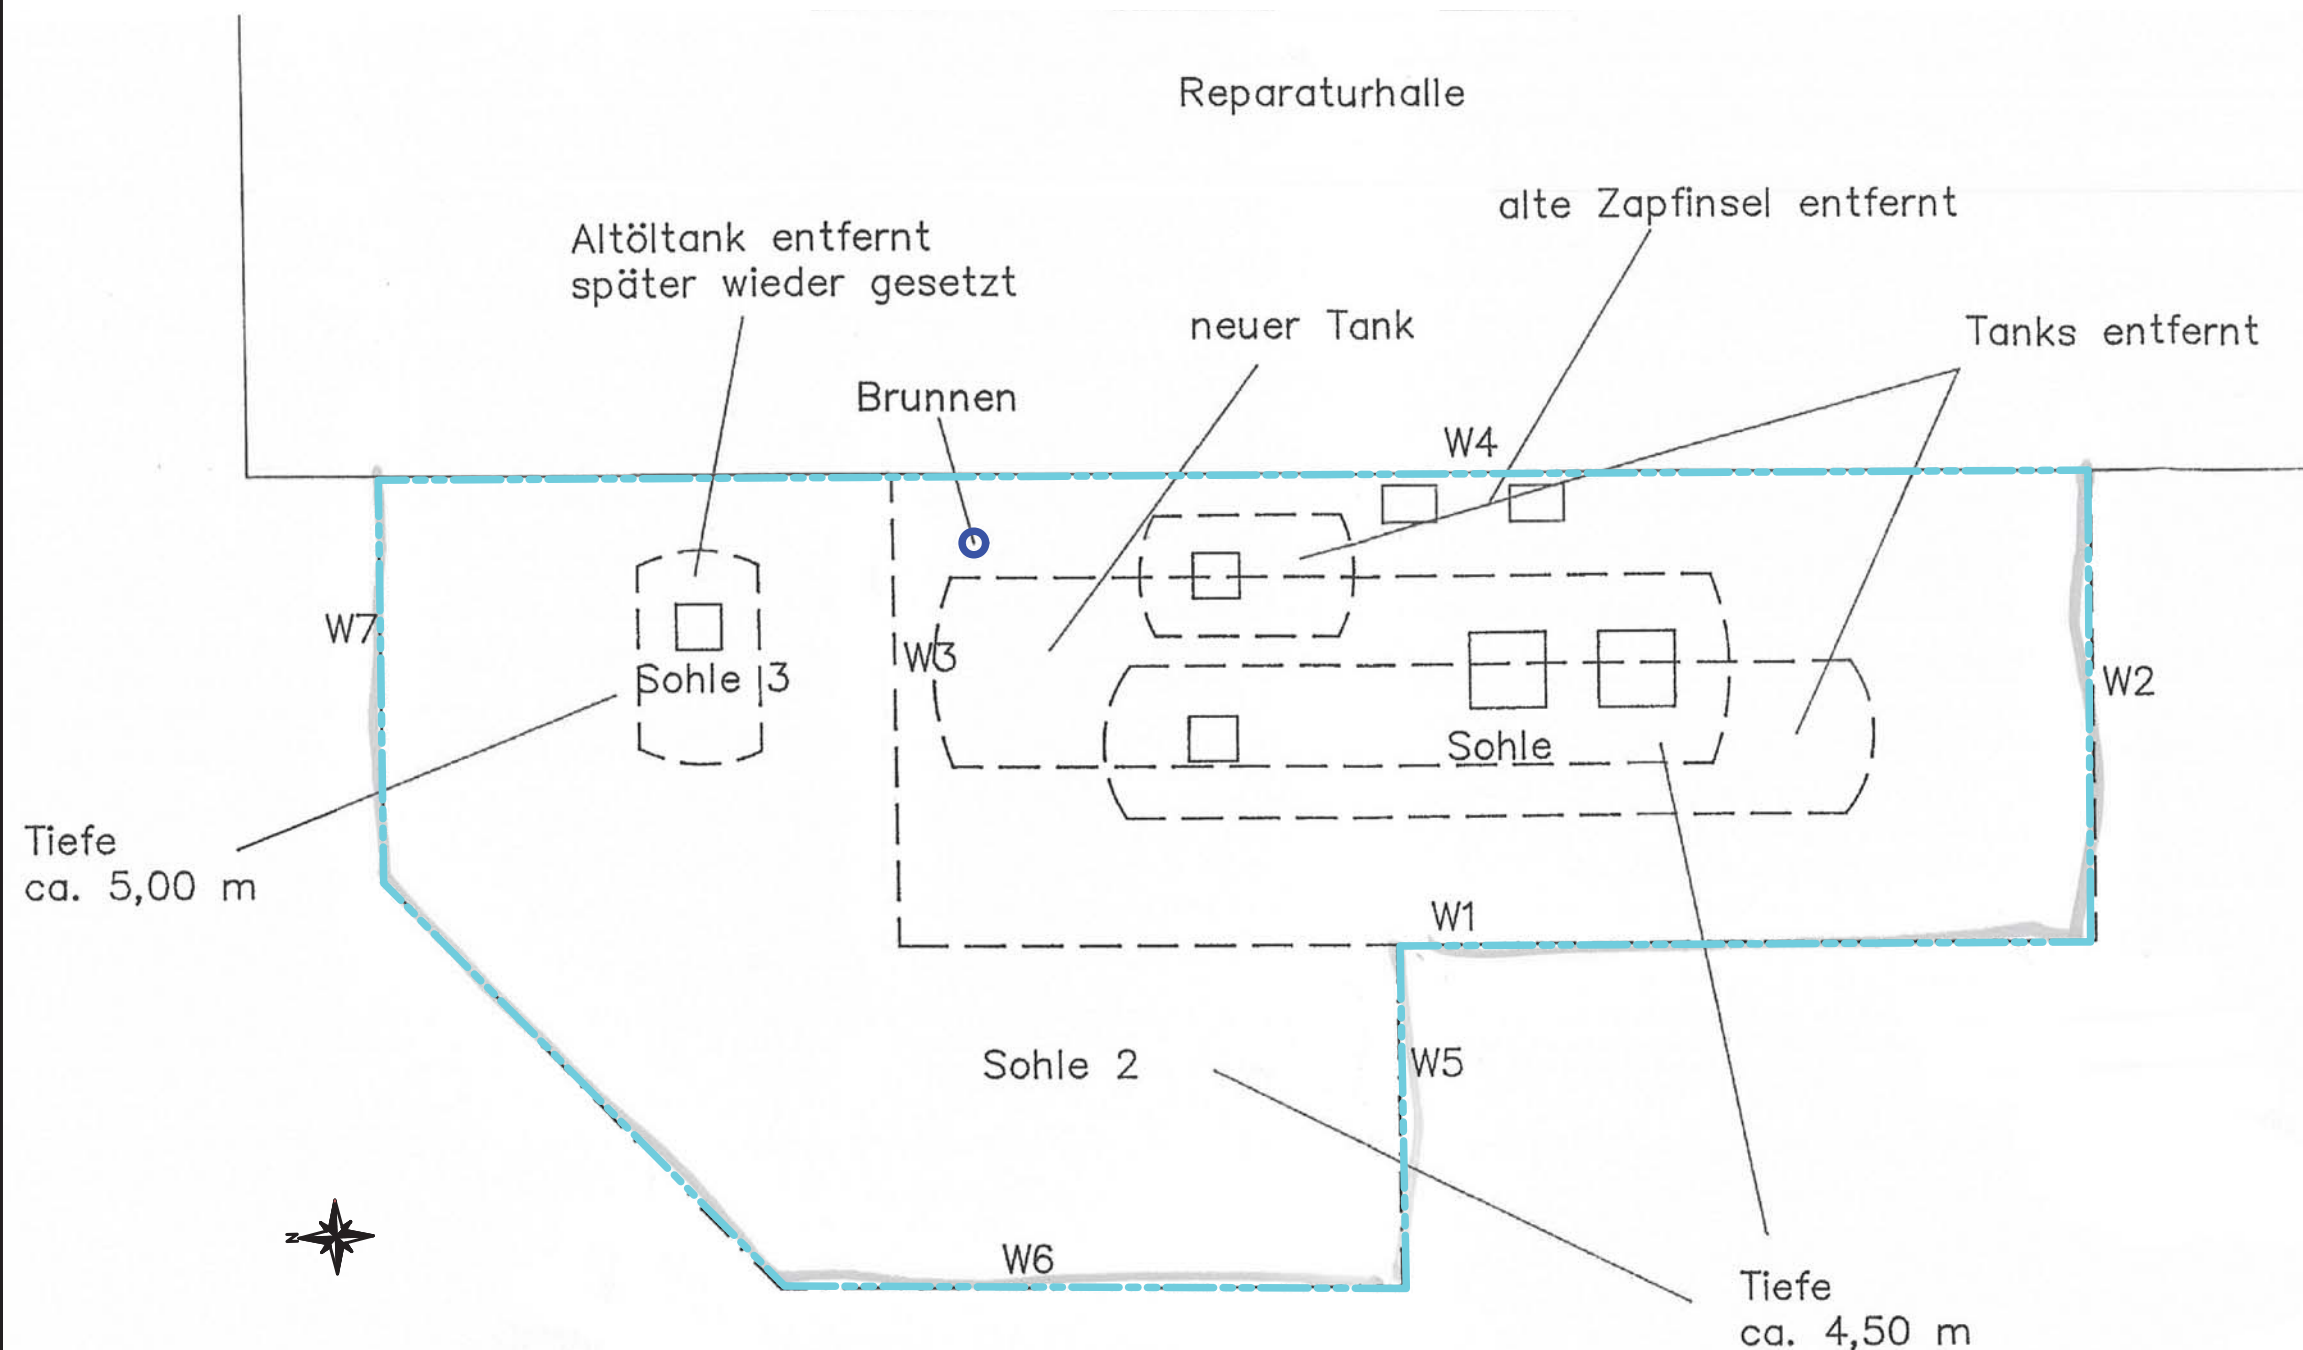 Reparaturhalle
alte Zapfinsel entfernt
Altöltank entfernt
später wieder gesetzt
neuer Tank
Tanks entfernt
Brunnen
W4
W7
W3
Sohle 3
W2
Sohle
Tiefe
ca. 5,00 m
W1
Sohle 2
W5
N
W6
Tiefe
ca. 4,50 m